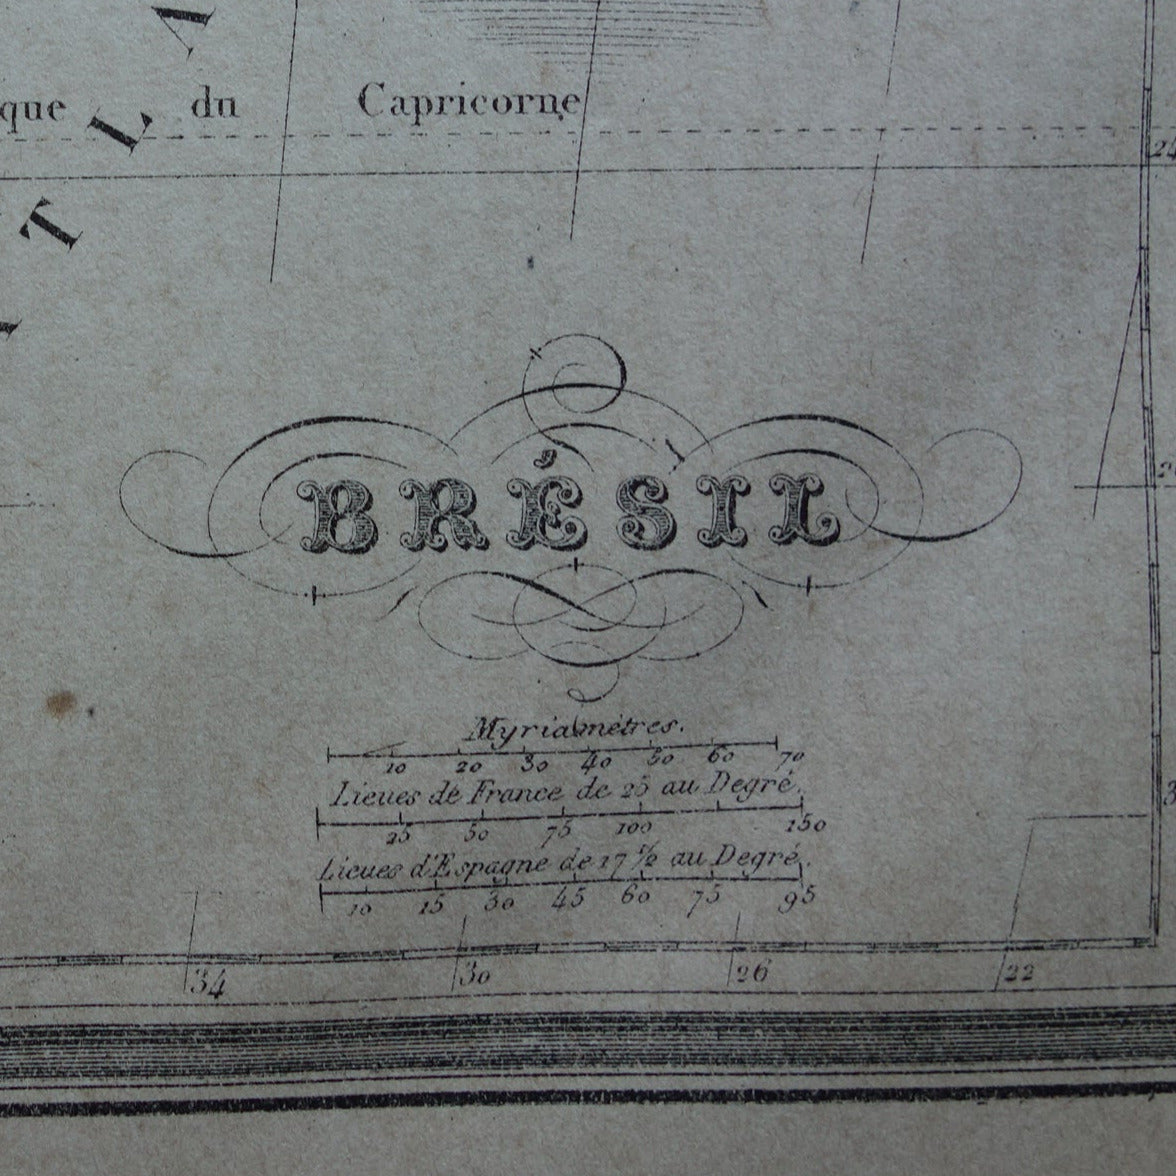 que du Capricorne
A
L
T
24
BRÉSIL
Myriamétres.
10 20 30 40 50 60 70
Lieues de France de 25 au Degré.
25 50 75 100 150
Lieues d'Espagne de 17 ½ au Degré.
10 15 30 45 60 75 95
34 30 26 22